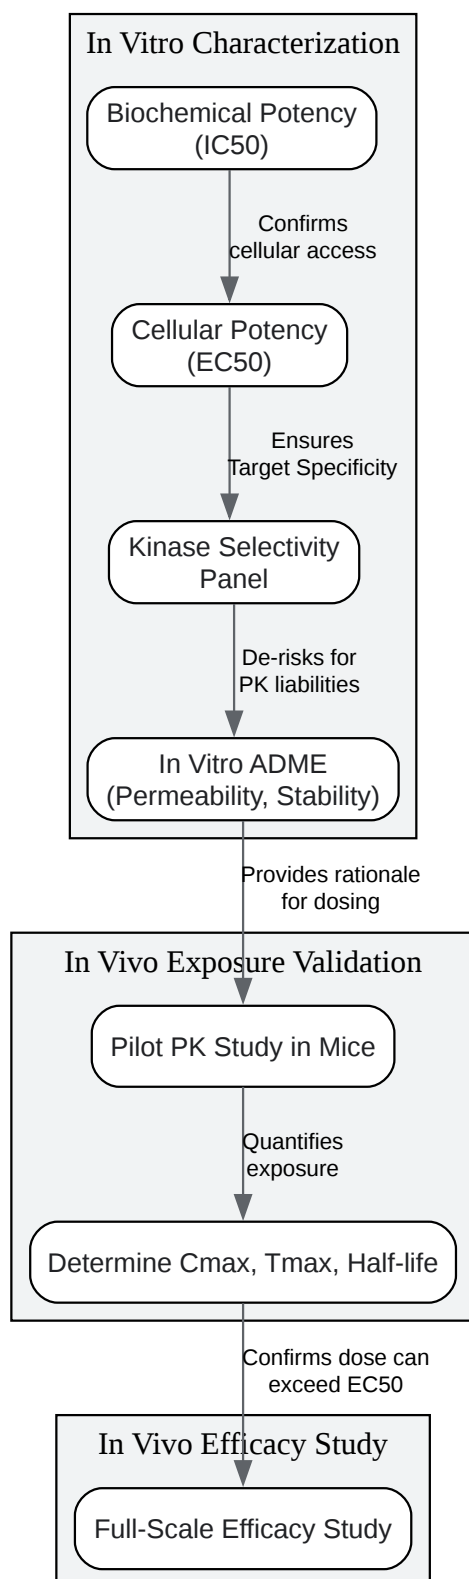 In Vitro Characterization
Biochemical Potency
(IC50)
Confirms
cellular access
Cellular Potency
(EC50)
Ensures
Target Specificity
Kinase Selectivity
Panel
De-risks for
PK liabilities
In Vitro ADME
(Permeability, Stability)
Provides rationale
for dosing
In Vivo Exposure Validation
Pilot PK Study in Mice
Quantifies
exposure
Determine Cmax, Tmax, Half-life
Confirms dose can
exceed EC50
In Vivo Efficacy Study
Full-Scale Efficacy Study